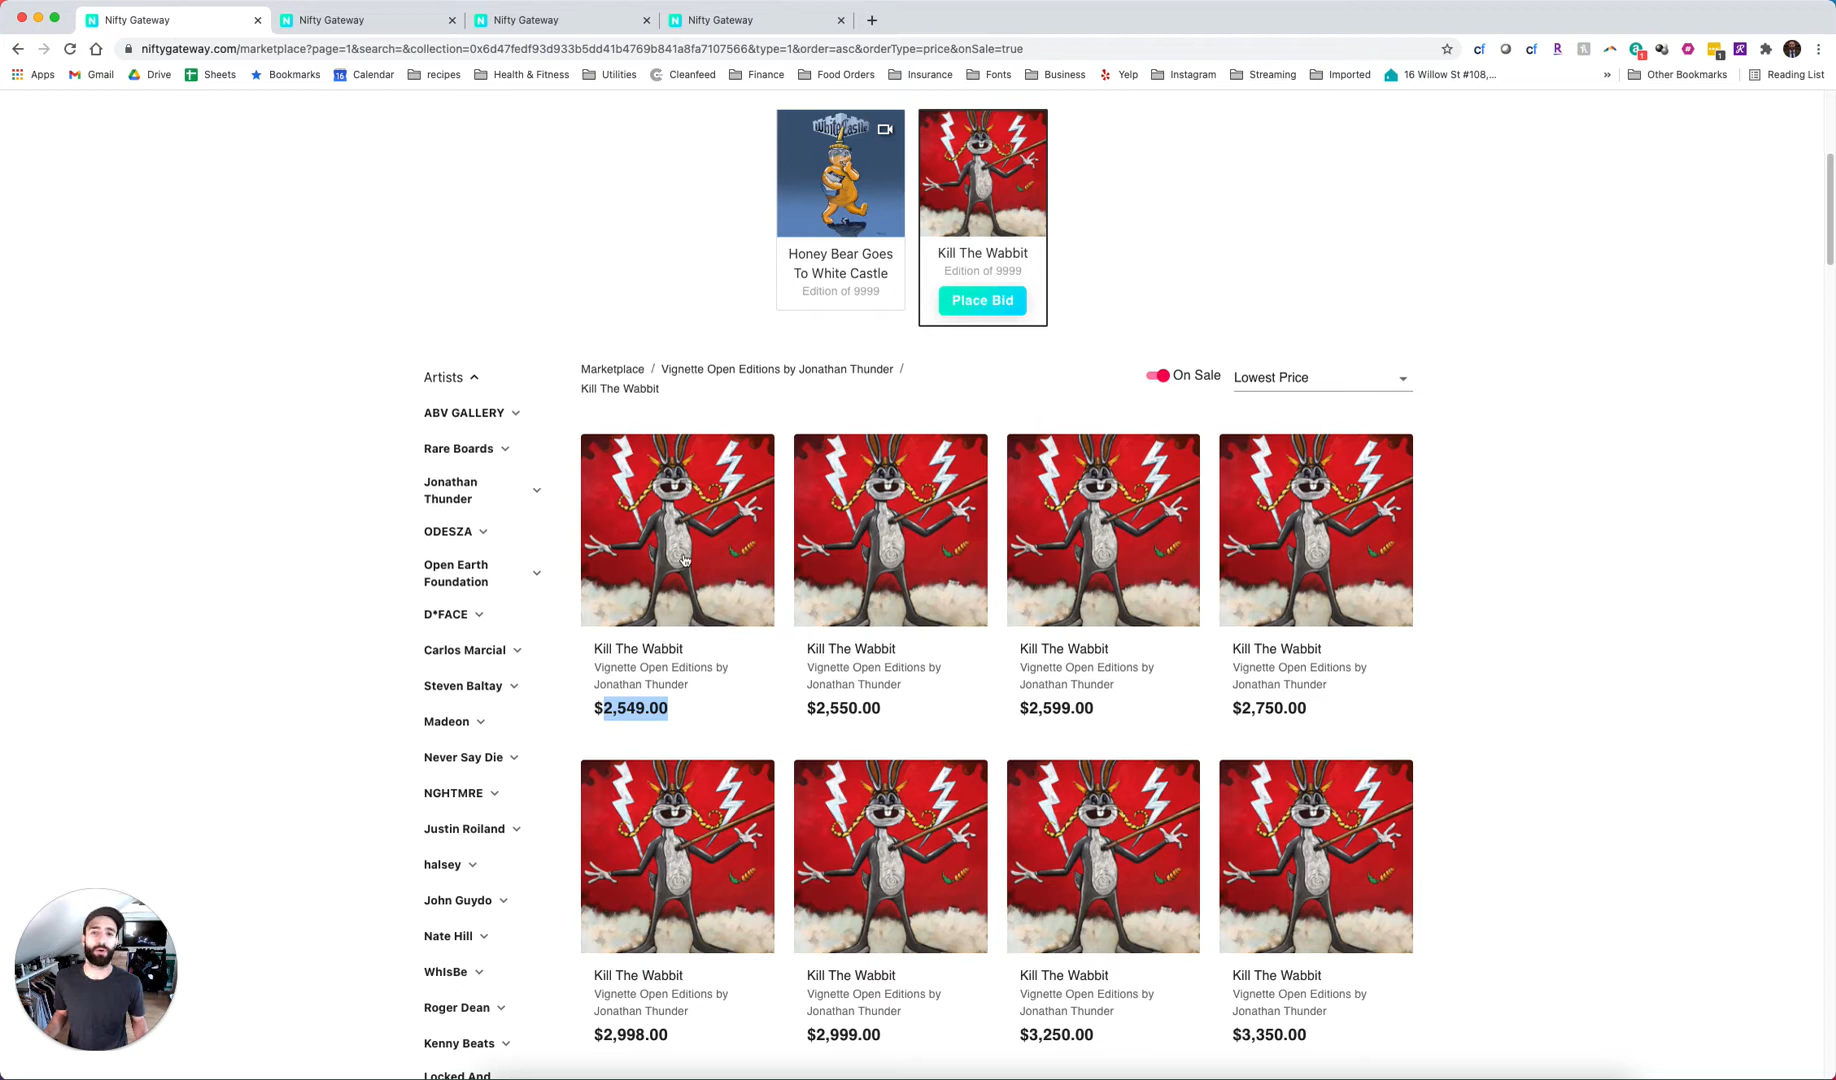 Nifty Gateway
Nifty Gateway
Nifty Gateway
Nifty Gateway
niftygateway.com/marketplace?page=1&search=&collection=0x6d47fedf93d933b5dd41b4769b841a8fa7107566&type=1&order=asc&orderType=price&onSale=true
Apps
Gmail
Drive
Sheets
Bookmarks
16
Calendar
recipes
Health & Fitness
Utilities
Cleanfeed
Finance
Food Orders
Insurance
Fonts
Business
Yelp
Instagram
Streaming
Imported
16 Willow St #108,...
Other Bookmarks
Reading List
White Castle
Honey Bear Goes
To White Castle
Edition of 9999
Kill The Wabbit
Edition of 9999
Place Bid
Artists
ABV GALLERY
Rare Boards
Jonathan
Thunder
ODESZA
Open Earth
Foundation
D*FACE
Carlos Marcial
Steven Baltay
Madeon
Never Say Die
NGHTMRE
Justin Roiland
halsey
John Guydo
Nate Hill
WhIsBe
Roger Dean
Kenny Beats
Locked And
Marketplace / Vignette Open Editions by Jonathan Thunder /
Kill The Wabbit
On Sale
Lowest Price
Kill The Wabbit
Vignette Open Editions by
Jonathan Thunder
$2,549.00
Kill The Wabbit
Vignette Open Editions by
Jonathan Thunder
$2,550.00
Kill The Wabbit
Vignette Open Editions by
Jonathan Thunder
$2,599.00
Kill The Wabbit
Vignette Open Editions by
Jonathan Thunder
$2,750.00
Kill The Wabbit
Vignette Open Editions by
Jonathan Thunder
$2,998.00
Kill The Wabbit
Vignette Open Editions by
Jonathan Thunder
$2,999.00
Kill The Wabbit
Vignette Open Editions by
Jonathan Thunder
$3,250.00
Kill The Wabbit
Vignette Open Editions by
Jonathan Thunder
$3,350.00